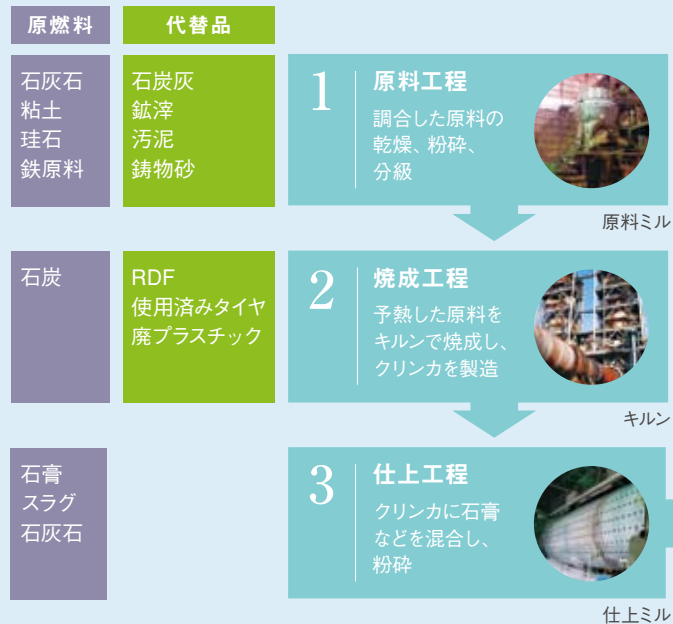 原燃料
代替品
石灰石
粘土
珪石
鉄原料
石炭灰
鉱滓
汚泥
鋳物砂
1
原料工程
調合した原料の
乾燥、粉砕、
分級
原料ミル
石炭
RDF
使用済みタイヤ
廃プラスチック
2
焼成工程
予熱した原料を
キルンで焼成し、
クリンカを製造
キルン
石膏
スラグ
石灰石
3
仕上工程
クリンカに石膏
などを混合し、
粉砕
仕上ミル